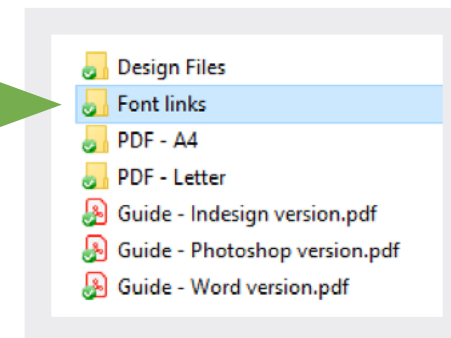 Design Files
Font links
PDF - A4
PDF - Letter
Guide - Indesign version.pdf
Guide - Photoshop version.pdf
Guide - Word version.pdf